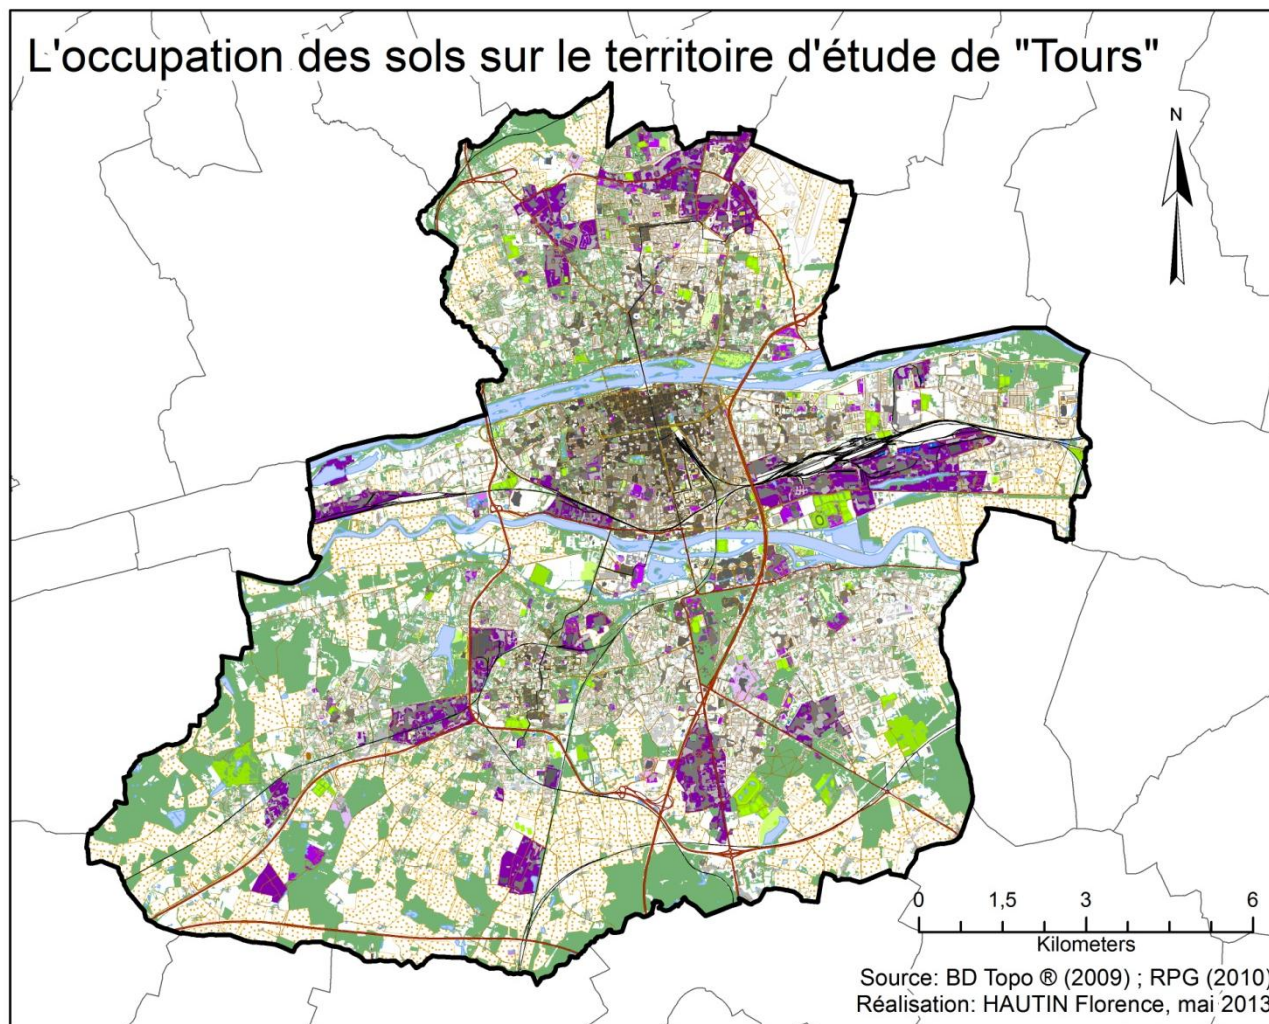 L'occupation des sols sur le territoire d'étude de "Tours"
N
0 1,5 3 6
Kilometers
Source: BD Topo ® (2009) ; RPG (2010)
Réalisation: HAUTIN Florence, mai 2013